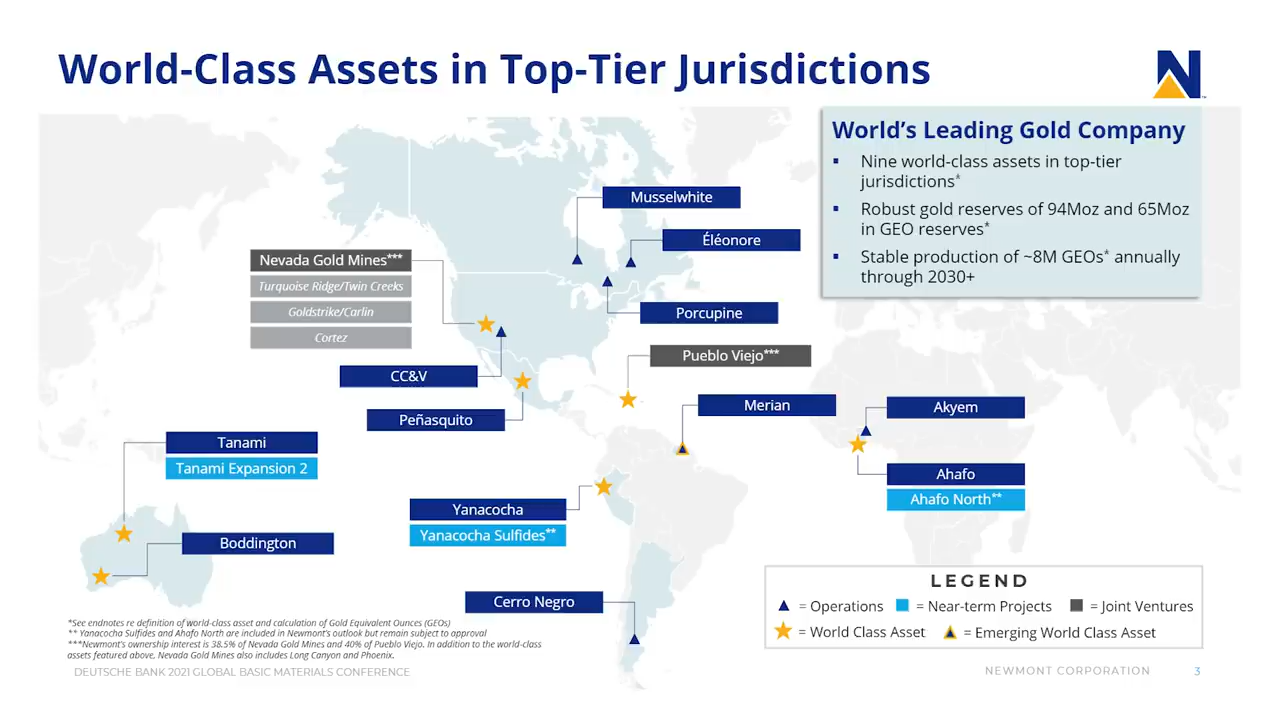 World-Class Assets in Top-Tier Jurisdictions
World's Leading Gold Company
▪ Nine world-class assets in top-tier
jurisdictions*
▪ Robust gold reserves of 94Moz and 65Moz
in GEO reserves*
▪ Stable production of ~8M GEOs* annually
through 2030+
Musselwhite
Éléonore
Nevada Gold Mines***
Turquoise Ridge/Twin Creeks
Goldstrike/Carlin
Cortez
Porcupine
Pueblo Viejo***
CC&V
Peñasquito
Merian
Akyem
Tanami
Tanami Expansion 2
Ahafo
Ahafo North**
Yanacocha
Yanacocha Sulfides**
Boddington
Cerro Negro
LEGEND
= Operations
= Near-term Projects
= Joint Ventures
= World Class Asset
= Emerging World Class Asset
*See endnotes re definition of world-class asset and calculation of Gold Equivalent Ounces (GEOs)
** Yanacocha Sulfides and Ahafo North are included in Newmont's outlook but remain subject to approval
***Newmont's ownership interest is 38.5% of Nevada Gold Mines and 40% of Pueblo Viejo. In addition to the world-class
assets featured above, Nevada Gold Mines also includes Long Canyon and Phoenix.
DEUTSCHE BANK 2021 GLOBAL BASIC MATERIALS CONFERENCE
NEWMONT CORPORATION
3